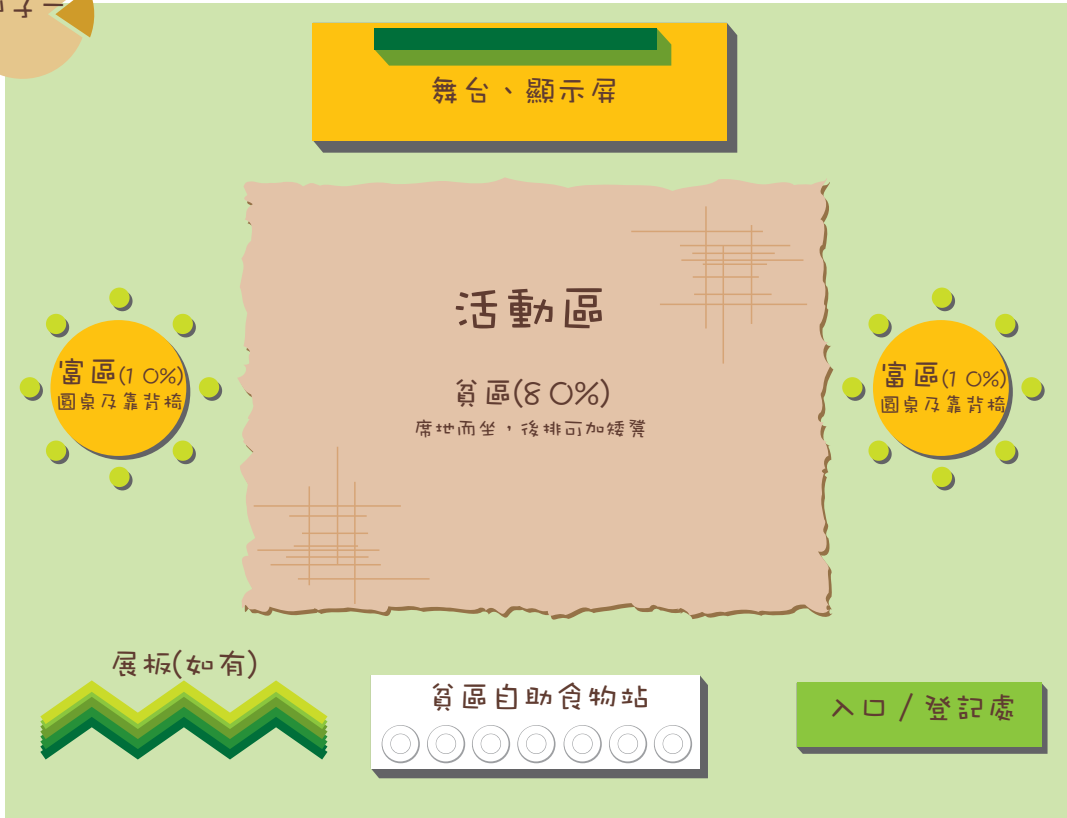 舞台、顯示屏
活動區
富區(10%)
圓桌及靠背椅
貧區(80%)
席地而坐，後排可加矮凳
富區(10%)
圓桌及靠背椅
展板(如有)
貧區自助食物站
入口 / 登記處